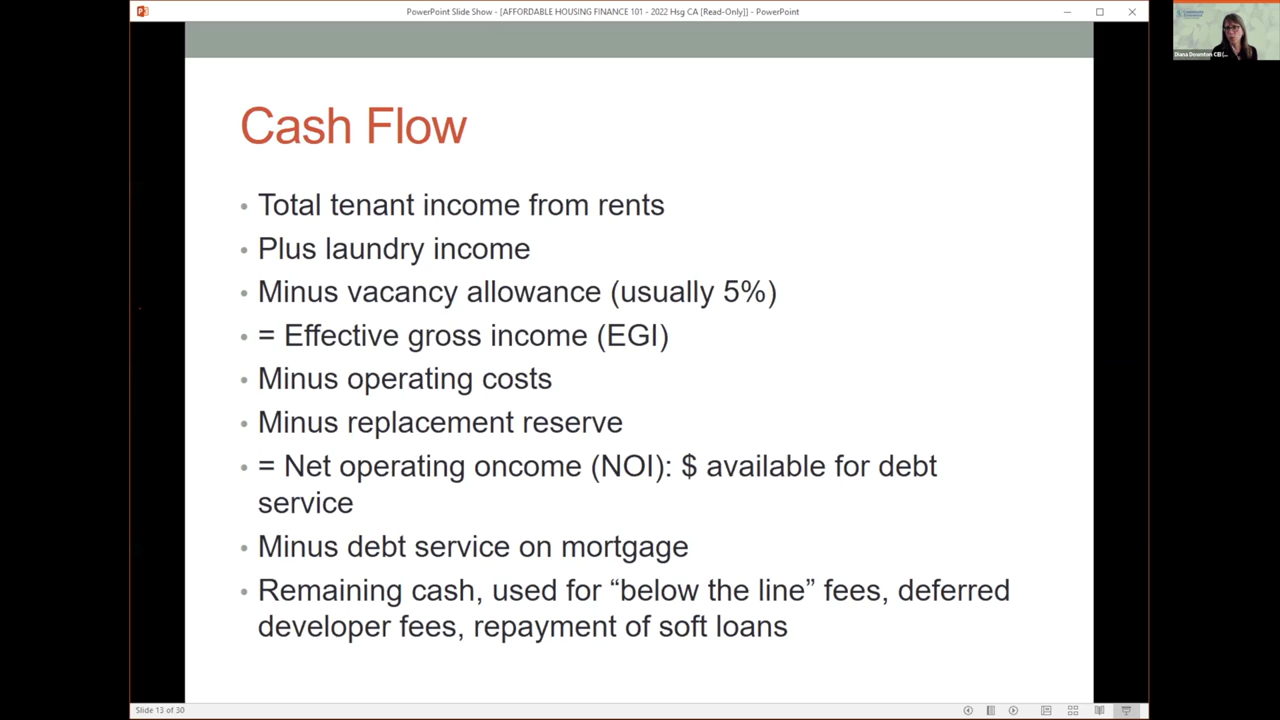 PowerPoint Slide Show - [AFFORDABLE HOUSING FINANCE 101 - 2022 Hsg CA [Read-Only]] - PowerPoint
Cash Flow
• Total tenant income from rents
• Plus laundry income
• Minus vacancy allowance (usually 5%)
• = Effective gross income (EGI)
• Minus operating costs
• Minus replacement reserve
• = Net operating oncome (NOI): $ available for debt
service
• Minus debt service on mortgage
• Remaining cash, used for “below the line” fees, deferred
developer fees, repayment of soft loans
Slide 13 of 30
Diana Downton